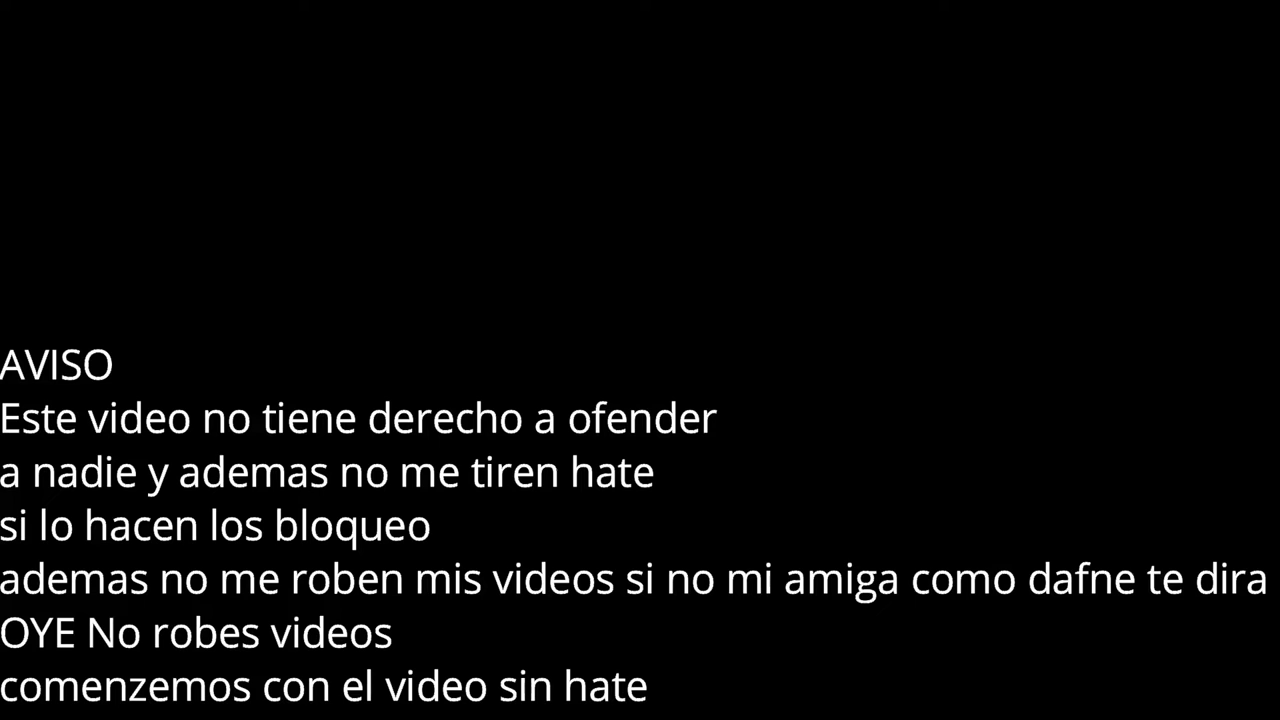 AVISO
Este video no tiene derecho a ofender
a nadie y ademas no me tiren hate
si lo hacen los bloqueo
ademas no me roben mis videos si no mi amiga como dafne te dira
OYE No robes videos
comenzemos con el video sin hate